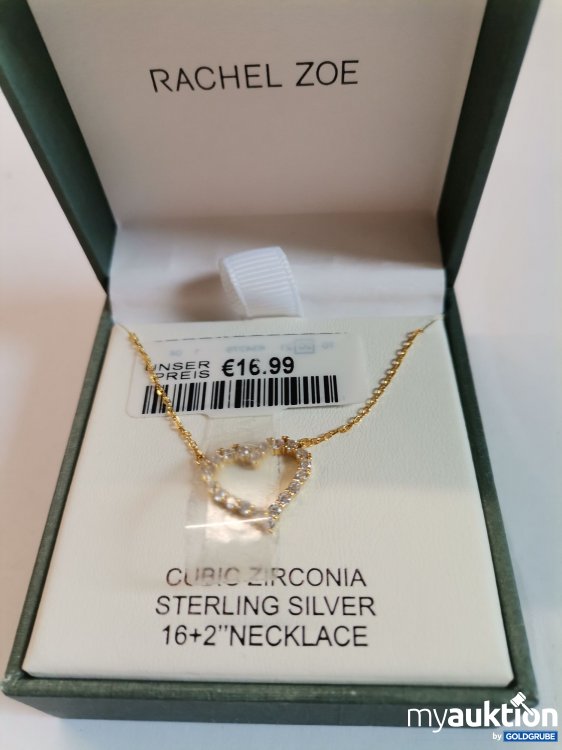 RACHEL ZOE
UNSER
PREIS €16.99
CUBIC ZIRCONIA
STERLING SILVER
16+2"NECKLACE
myauktion
by GOLDGRUBE